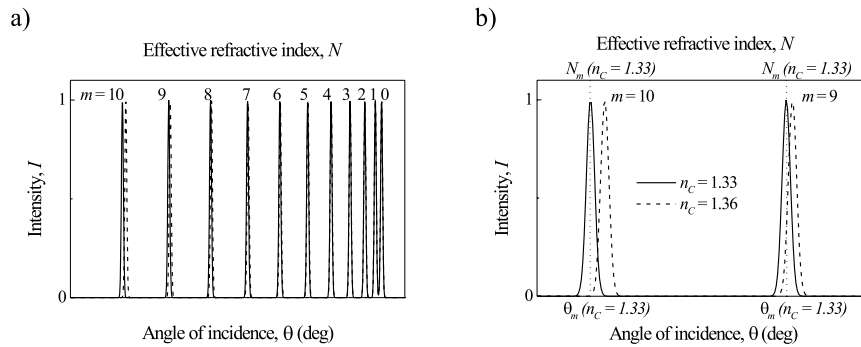 a)
Effective refractive index, N
m = 10 9 8 7 6 5 4 3 2 1 0
1
Intensity, I
0
Angle of incidence, θ (deg)
b)
Effective refractive index, N
N_m (n_C = 1.33) N_m (n_C = 1.33)
1
m = 10 m = 9
n_C = 1.33
n_C = 1.36
Intensity, I
0
θ_m (n_C = 1.33) θ_m (n_C = 1.33)
Angle of incidence, θ (deg)